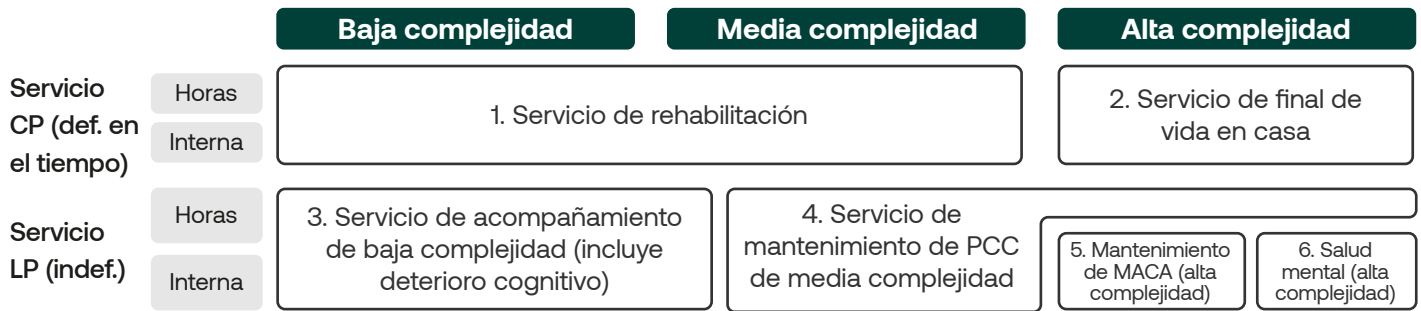 Baja complejidad
Media complejidad
Alta complejidad
Servicio
CP (def. en
el tiempo)
Horas
Interna
1. Servicio de rehabilitación
2. Servicio de final de
vida en casa
Servicio
LP (indef.)
Horas
Interna
3. Servicio de acompañamiento
de baja complejidad (incluye
deterioro cognitivo)
4. Servicio de
mantenimiento de PCC
de media complejidad
5. Mantenimiento
de MACA (alta
complejidad)
6. Salud
mental (alta
complejidad)